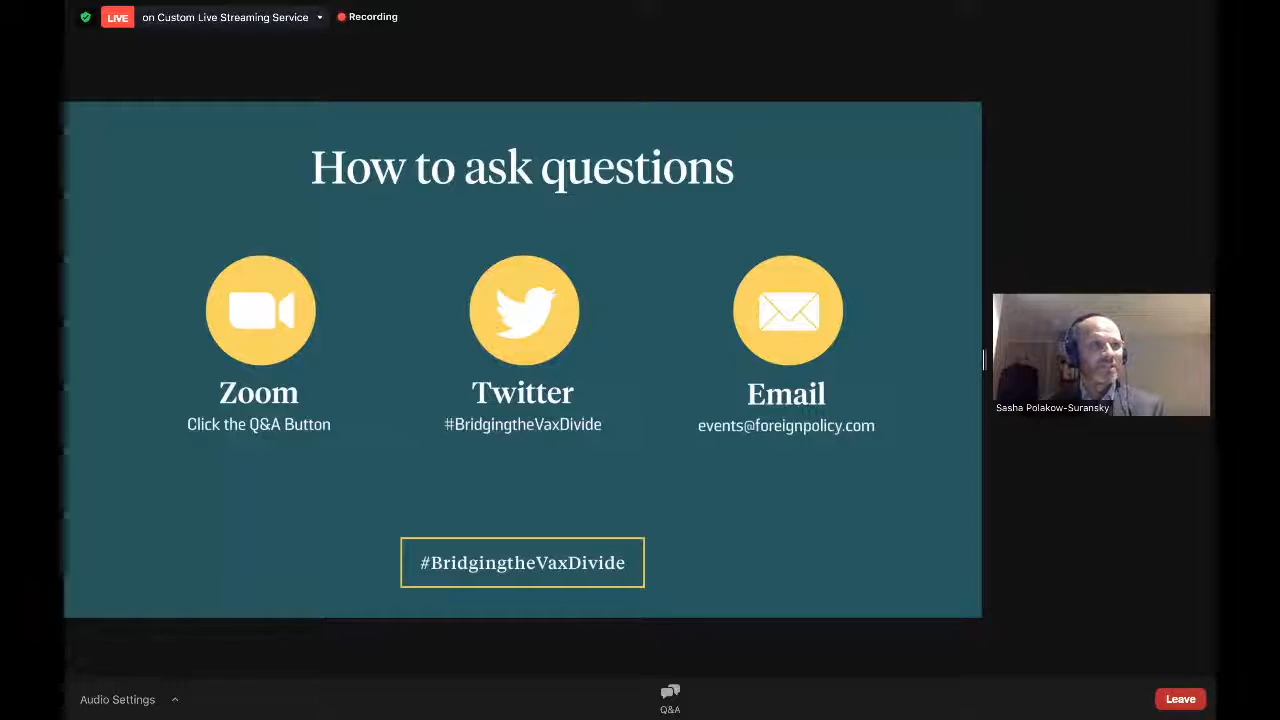 LIVE on Custom Live Streaming Service Recording
How to ask questions
Zoom
Click the Q&A Button
Twitter
#BridgingtheVaxDivide
Email
events@foreignpolicy.com
#BridgingtheVaxDivide
Sasha Polakow-Suransky
Audio Settings
Q&A
Leave